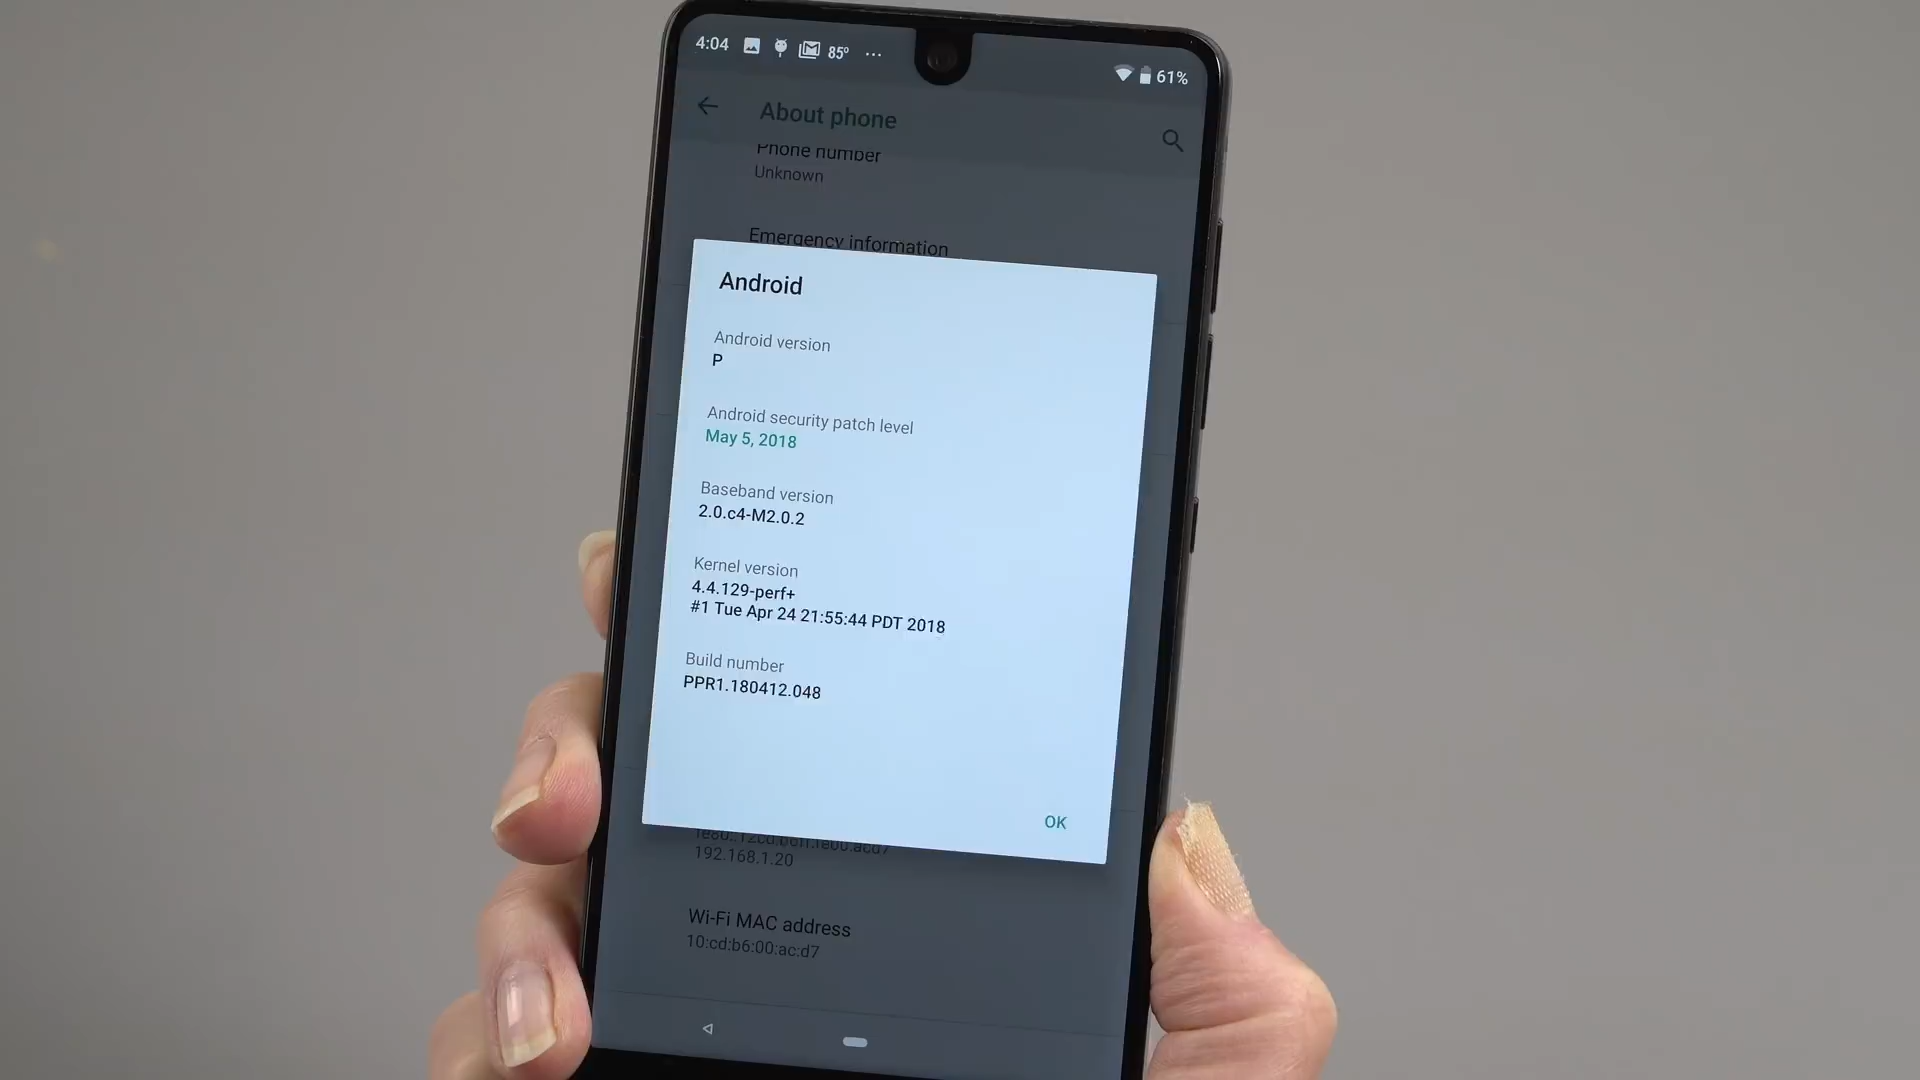 4:04 85° ... 61%
About phone
Phone number
Unknown
Emergency information
Android
Android version
P
Android security patch level
May 5, 2018
Baseband version
2.0.c4-M2.0.2
Kernel version
4.4.129-perf+
#1 Tue Apr 24 21:55:44 PDT 2018
Build number
PPR1.180412.048
OK
192.168.1.20
Wi-Fi MAC address
10:cd:b6:00:ac:d7